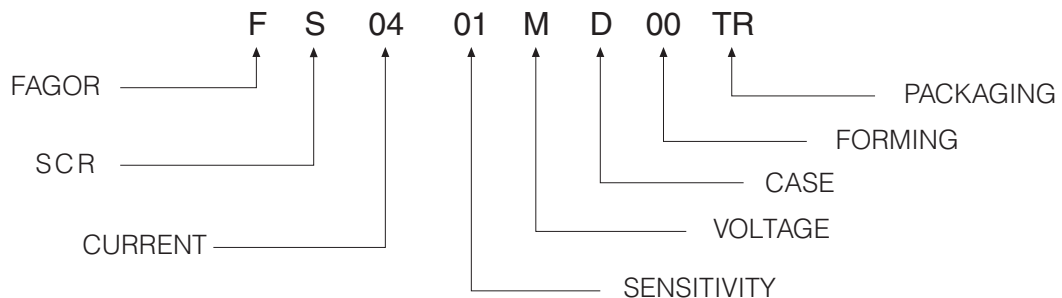 F S 04 01 M D 00 TR
FAGOR
PACKAGING
FORMING
SCR
CASE
VOLTAGE
CURRENT
SENSITIVITY